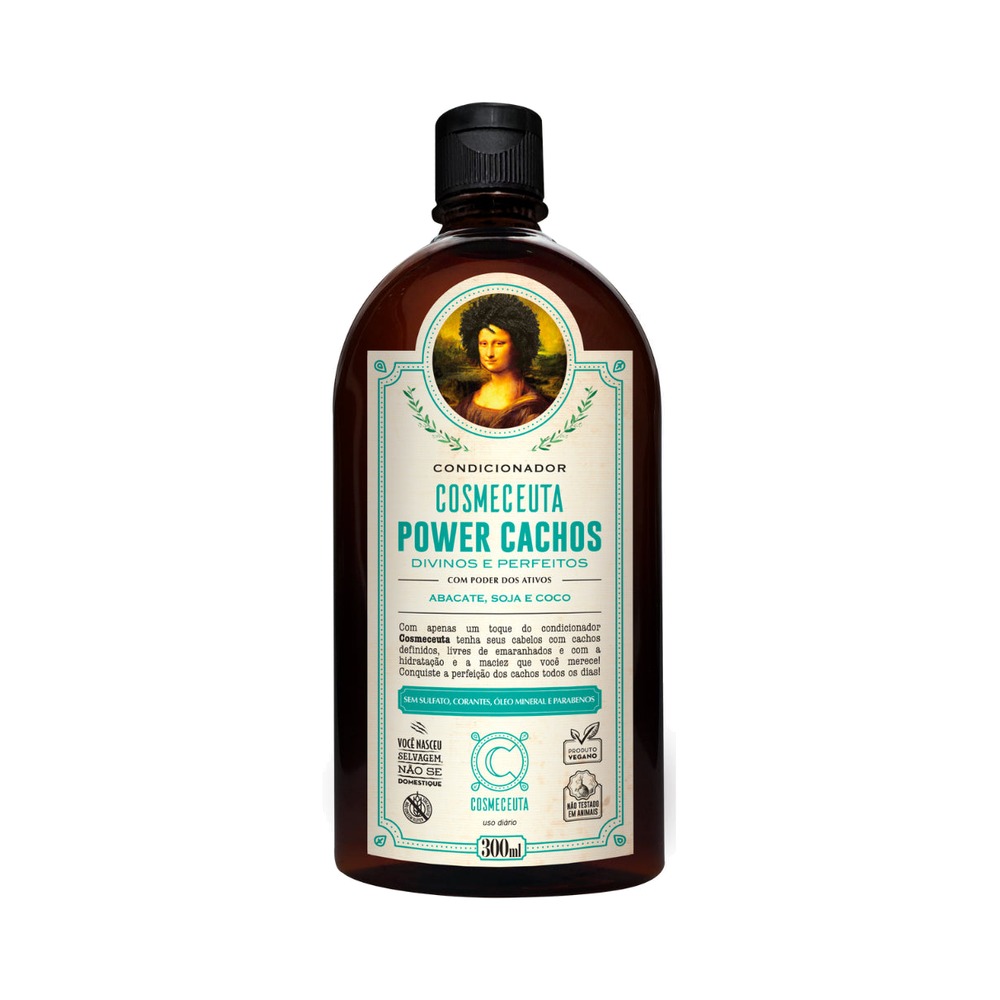 CONDICIONADOR
COSMECEUTA
POWER CACHOS
DIVINOS E PERFEITOS
COM PODER DOS ATIVOS
ABACATE, SOJA E COCO
Com apenas um toque do condicionador
Cosmeceuta tenha seus cabelos com cachos
definidos, livres de emaranhados e com a
hidratação e a maciez que você merece!
Conquiste a perfeição dos cachos todos os dias!
SEM SULFATO, CORANTES, ÓLEO MINERAL E PARABENOS
VOCÊ NASCEU
SELVAGEM,
NÃO SE
DOMESTIQUE
C
COSMECEUTA
uso diário
PRODUTO
VEGANO
NÃO TESTADO
EM ANIMAIS
300ml